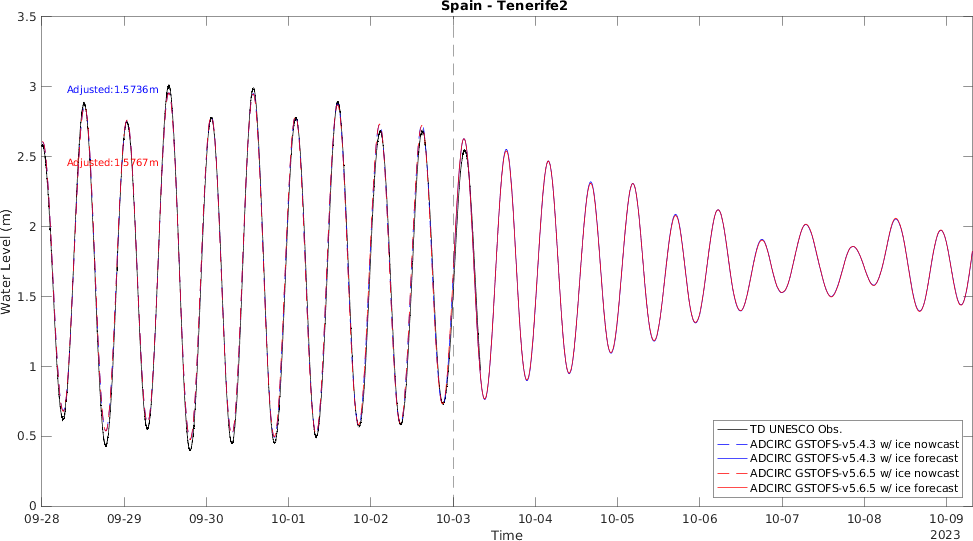 Spain - Tenerife2
3.5
3
2.5
2
1.5
1
0.5
0
Water Level (m)
Adjusted:1.5736m
Adjusted:1.5767m
TD UNESCO Obs.
ADCIRC GSTOFS-v5.4.3 w/ ice nowcast
ADCIRC GSTOFS-v5.4.3 w/ ice forecast
ADCIRC GSTOFS-v5.6.5 w/ ice nowcast
ADCIRC GSTOFS-v5.6.5 w/ ice forecast
09-28 09-29 09-30 10-01 10-02 10-03 10-04 10-05 10-06 10-07 10-08 10-09
2023
Time